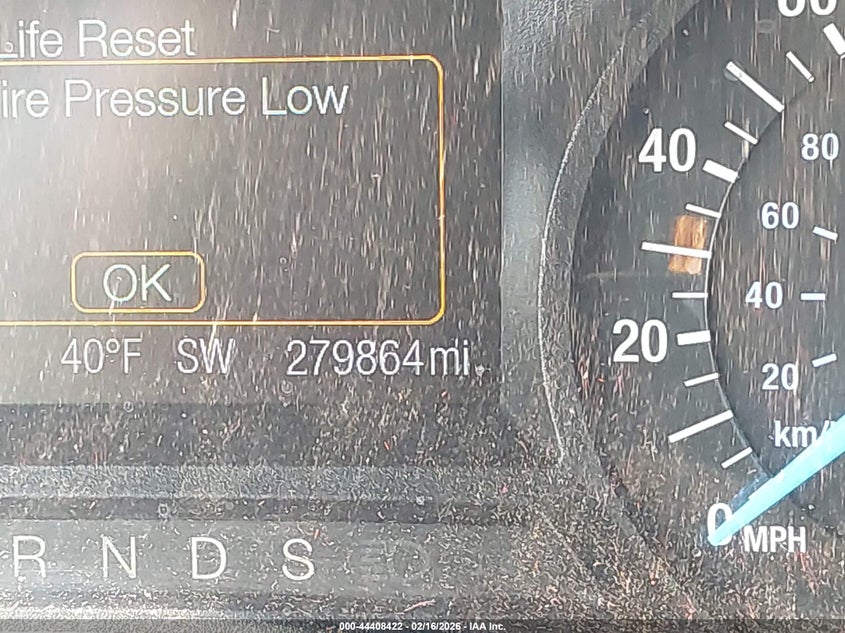 Life Reset
ire Pressure Low
OK
40°F SW 279864mi.
R N D S
40
20
0
MPH
80
60
40
20
km/
000-44408422 - 02/16/2026 - IAA Inc.